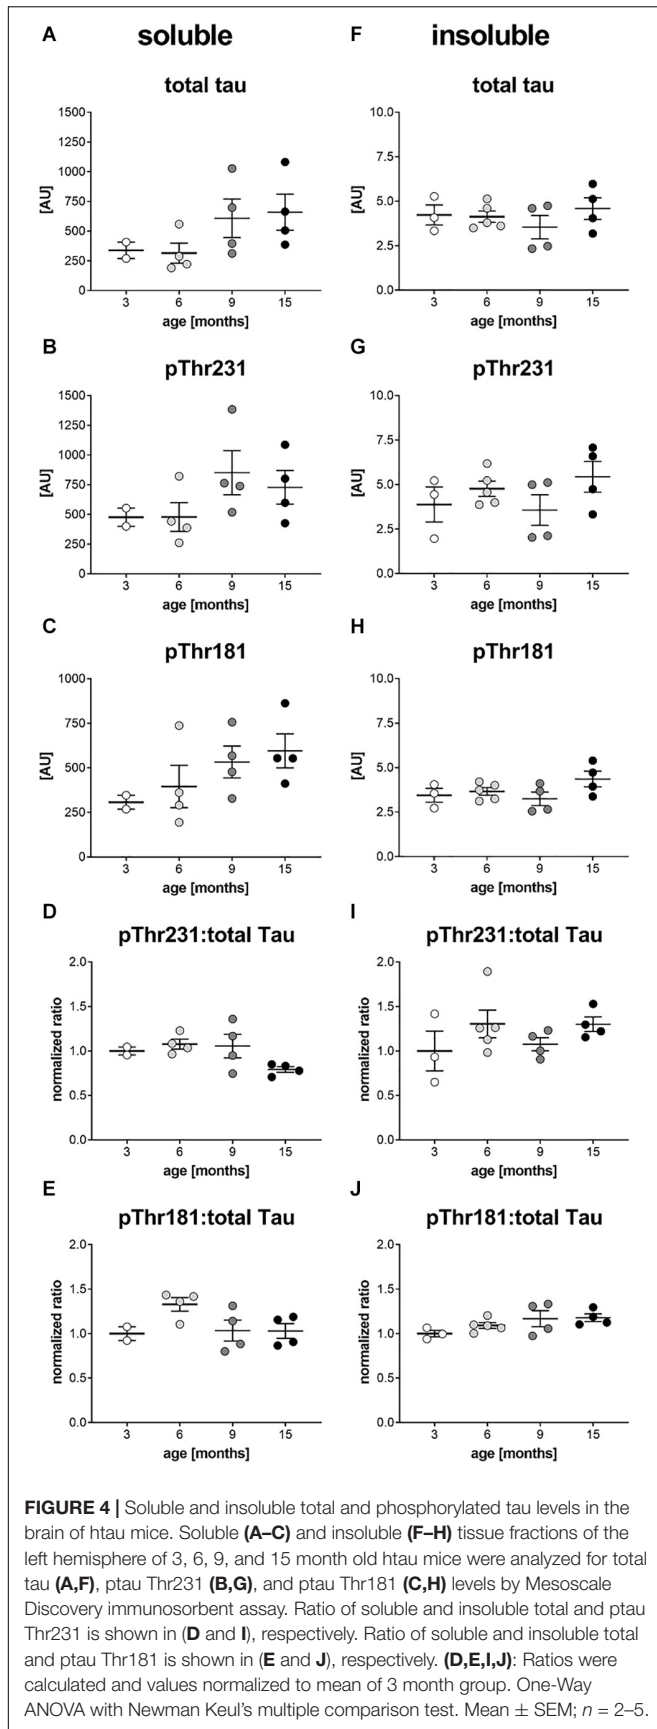 A soluble
total tau
1500
1250
1000
750
500
250
0
[AU]
3 6 9 15
age [months]
F insoluble
total tau
10.0
7.5
5.0
2.5
0.0
[AU]
3 6 9 15
age [months]
B
pThr231
1500
1250
1000
750
500
250
0
[AU]
3 6 9 15
age [months]
G
pThr231
10.0
7.5
5.0
2.5
0.0
[AU]
3 6 9 15
age [months]
C
pThr181
1000
750
500
250
0
[AU]
3 6 9 15
age [months]
H
pThr181
10.0
7.5
5.0
2.5
0.0
[AU]
3 6 9 15
age [months]
D
pThr231:total Tau
2.0
1.5
1.0
0.5
0.0
normalized ratio
3 6 9 15
age [months]
I
pThr231:total Tau
2.0
1.5
1.0
0.5
0.0
normalized ratio
3 6 9 15
age [months]
E
pThr181:total Tau
2.0
1.5
1.0
0.5
0.0
normalized ratio
3 6 9 15
age [months]
J
pThr181:total Tau
2.0
1.5
1.0
0.5
0.0
normalized ratio
3 6 9 15
age [months]
FIGURE 4 | Soluble and insoluble total and phosphorylated tau levels in the
brain of htau mice. Soluble (A–C) and insoluble (F–H) tissue fractions of the
left hemisphere of 3, 6, 9, and 15 month old htau mice were analyzed for total
tau (A,F), ptau Thr231 (B,G), and ptau Thr181 (C,H) levels by Mesoscale
Discovery immunosorbent assay. Ratio of soluble and insoluble total and ptau
Thr231 is shown in (D and I), respectively. Ratio of soluble and insoluble total
and ptau Thr181 is shown in (E and J), respectively. (D,E,I,J): Ratios were
calculated and values normalized to mean of 3 month group. One-Way
ANOVA with Newman Keul's multiple comparison test. Mean ± SEM; n = 2–5.